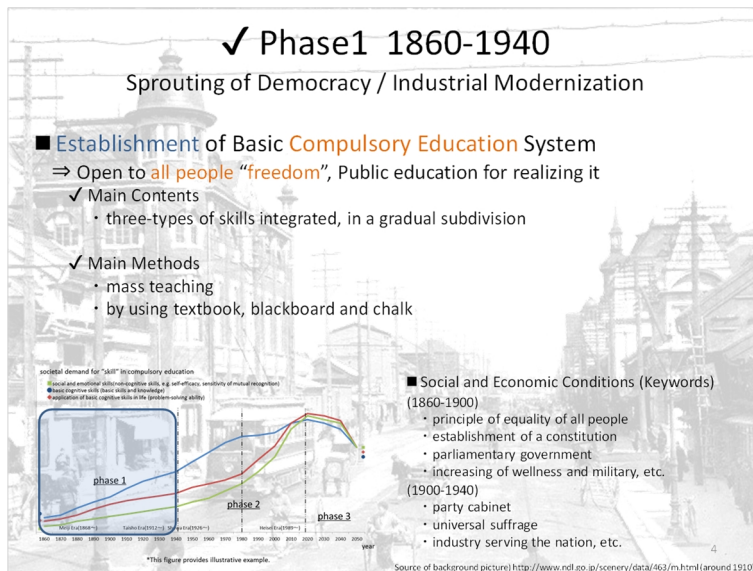 ✓ Phase1 1860-1940
Sprouting of Democracy / Industrial Modernization
■ Establishment of Basic Compulsory Education System
⇒ Open to all people “freedom”, Public education for realizing it
✓ Main Contents
・three-types of skills integrated, in a gradual subdivision
✓ Main Methods
・mass teaching
・by using textbook, blackboard and chalk
societal demand for “skill” in compulsory education
social and emotional skills(non-cognitive skills, e.g. self-efficacy, sensitivity of mutual recognition)
basic cognitive skills (basic skills and knowledge)
application of basic cognitive skills in life (problem-solving ability)
phase 1
phase 2
phase 3
Meiji Era(1868～) Taisho Era(1912～) Era(1926～) Heisei Era(1989～)
1860 1870 1880 1890 1900 1910 1920 1930 1940 1950 1960 1970 1980 1990 2000 2010 2020 2030 2040 2050
year
*This figure provides illustrative example.
■ Social and Economic Conditions (Keywords)
(1860-1900)
・principle of equality of all people
・establishment of a constitution
・parliamentary government
・increasing of wellness and military, etc.
(1900-1940)
・party cabinet
・universal suffrage
・industry serving the nation, etc.
4
Source of background picture) http://www.ndl.go.jp/scenery/data/463/m.html (around 1910